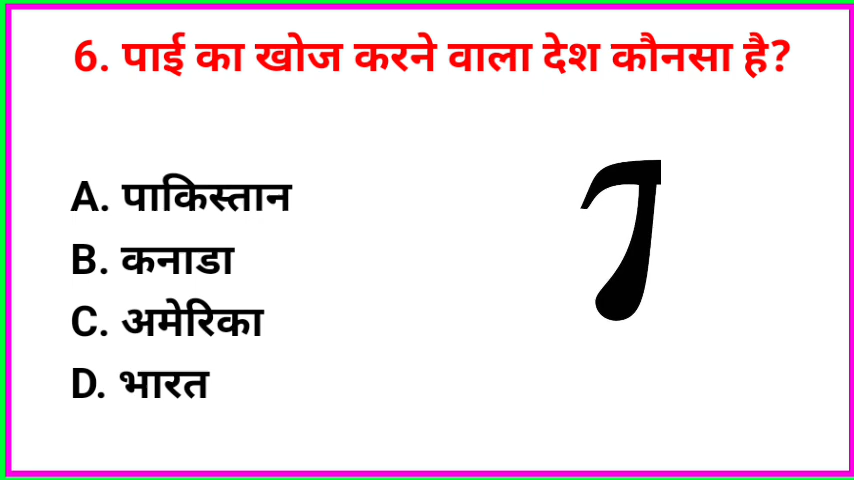 6. पाई का खोज करने वाला देश कौनसा है?
A. पाकिस्तान
B. कनाडा
C. अमेरिका
D. भारत